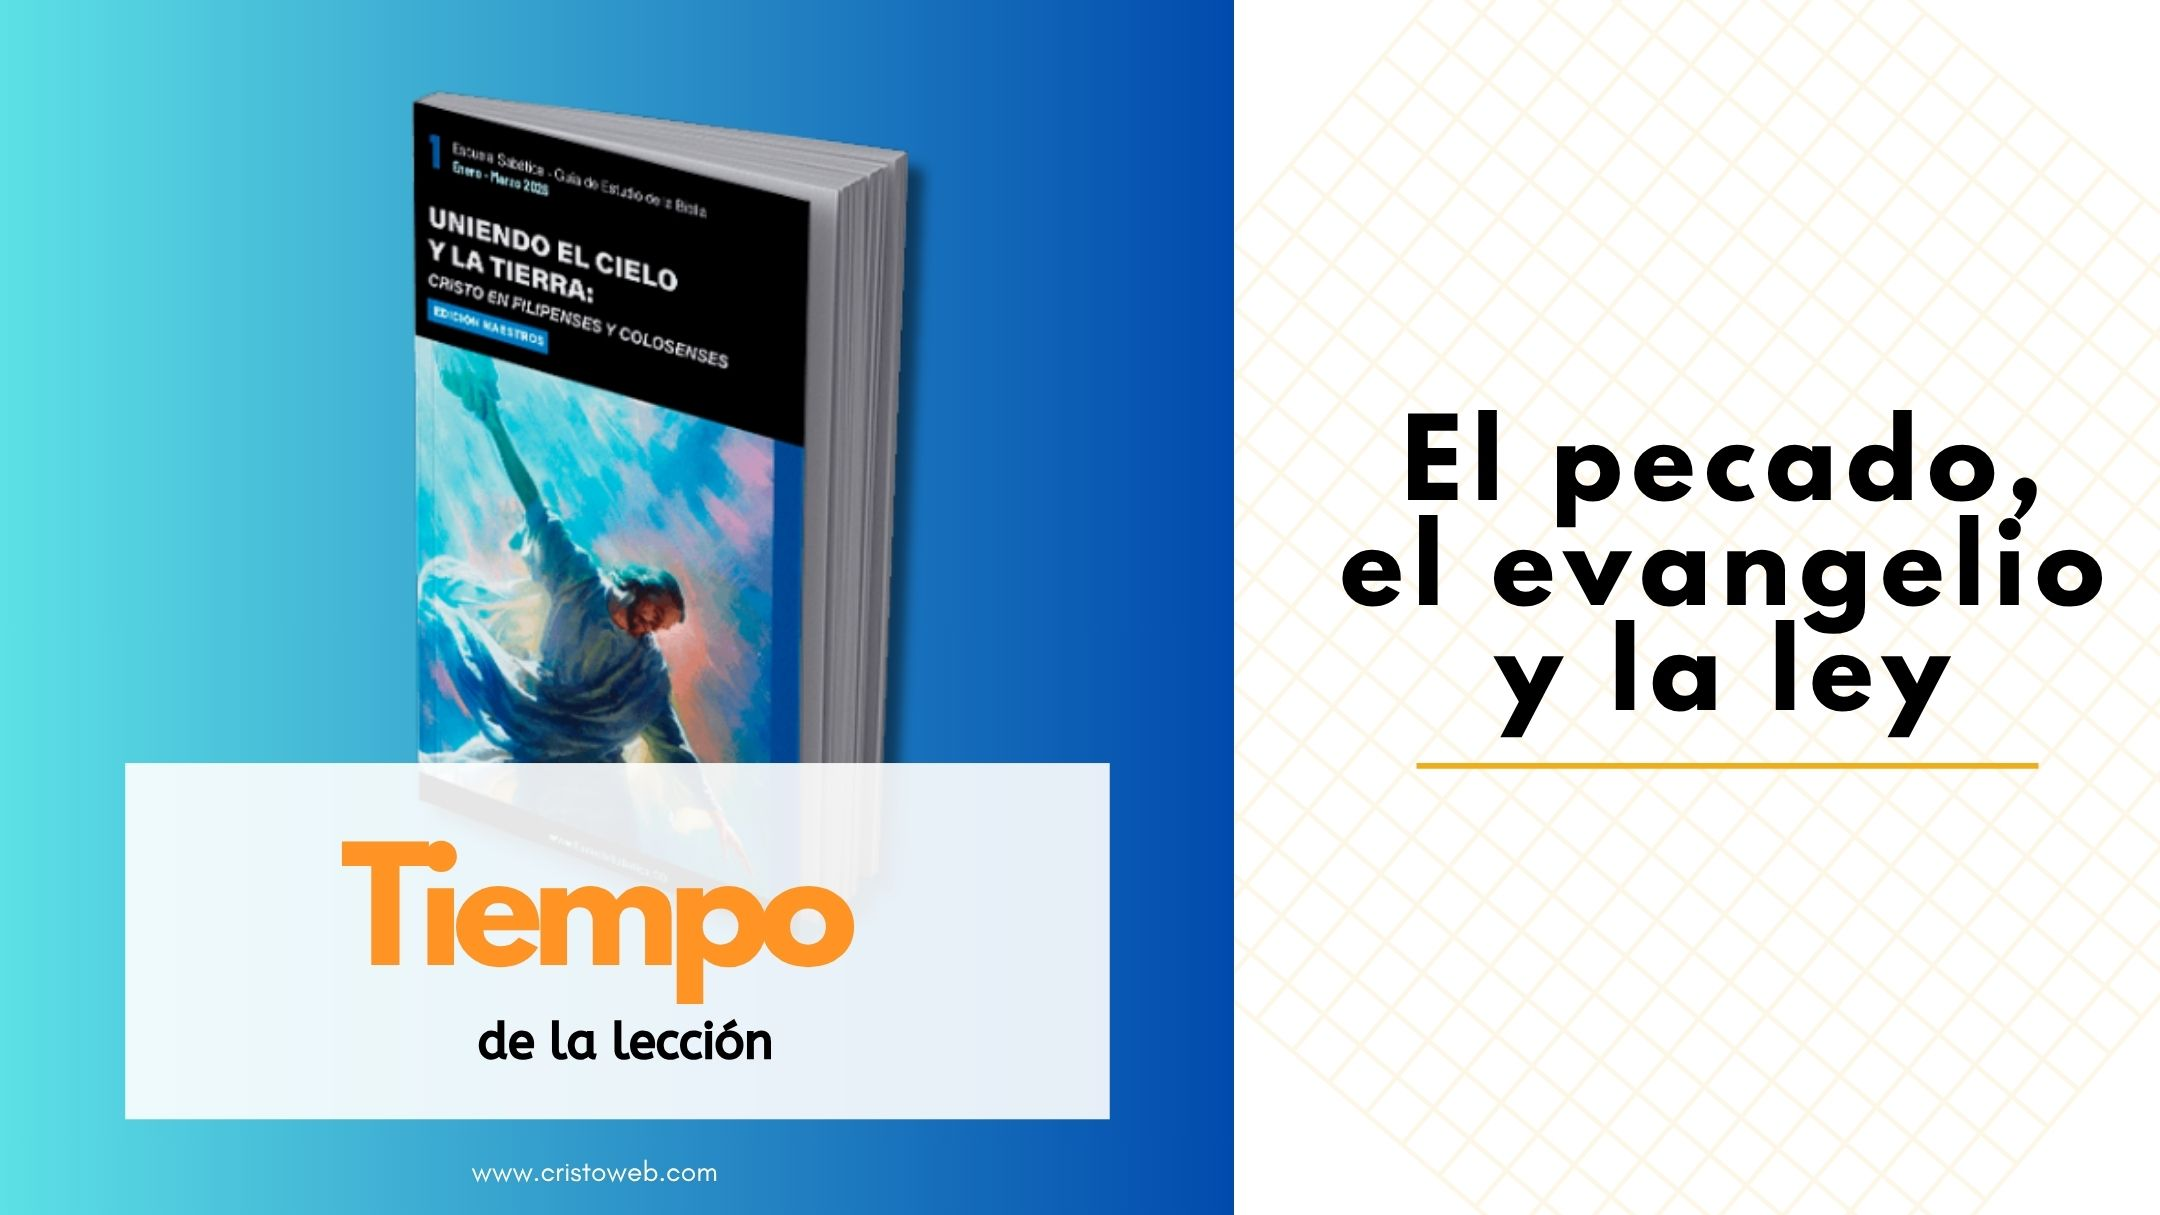 1
Escuela Sabática - Guía de Estudio de la Biblia
Enero - Marzo 2026
UNIENDO EL CIELO
Y LA TIERRA:
CRISTO EN FILIPENSES Y COLOSENSES
EDICIÓN MAESTROS
Tiempo
de la lección
www.cristoweb.com
El pecado,
el evangelio
y la ley